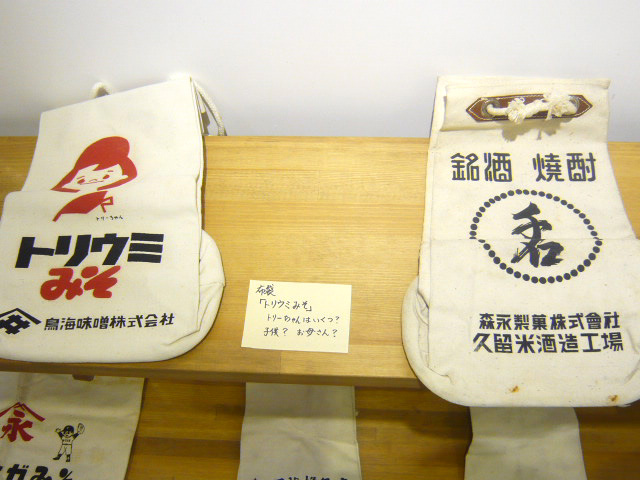 トリーちゃん
トリウミ
みそ
鳥海味噌株式会社
布袋
「トリウミみそ」
トリーちゃんはいくつ？
子供？ お母さん？
銘酒 焼酎
森永製菓株式會社
久留米酒造工場
永